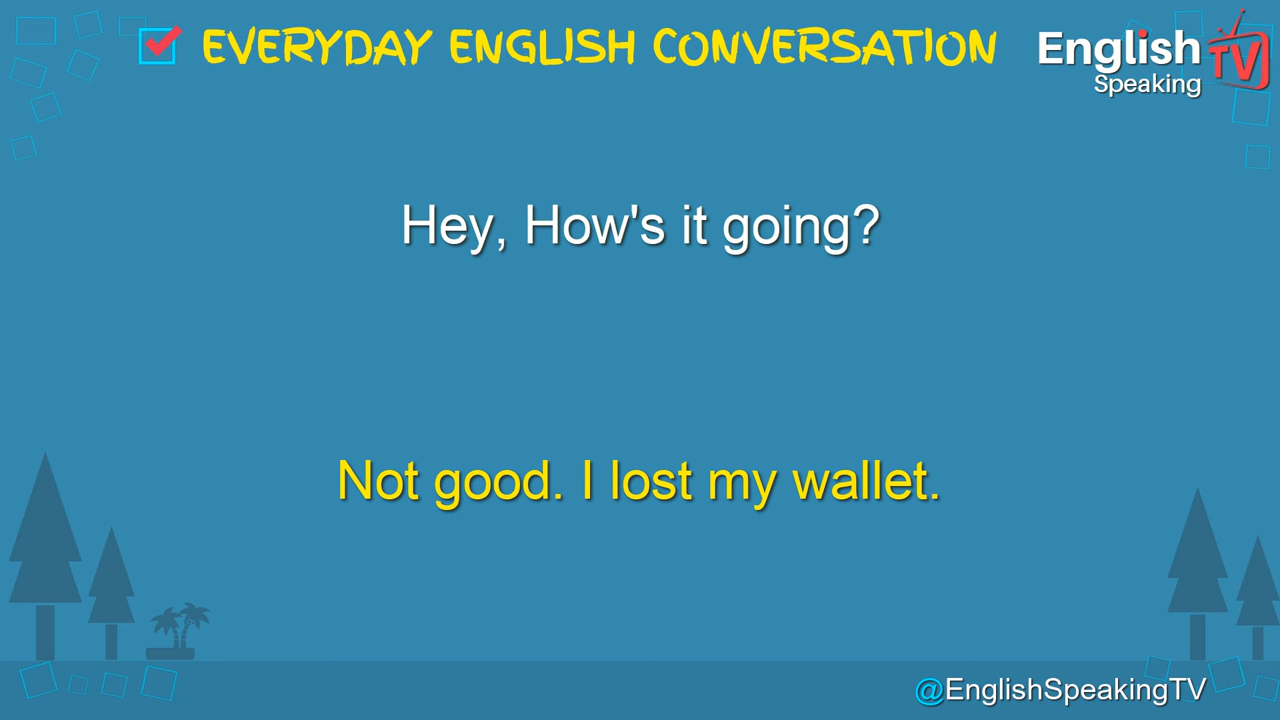 EVERYDAY ENGLISH CONVERSATION
English
TV
Speaking
Hey, How's it going?
Not good. I lost my wallet.
@EnglishSpeakingTV